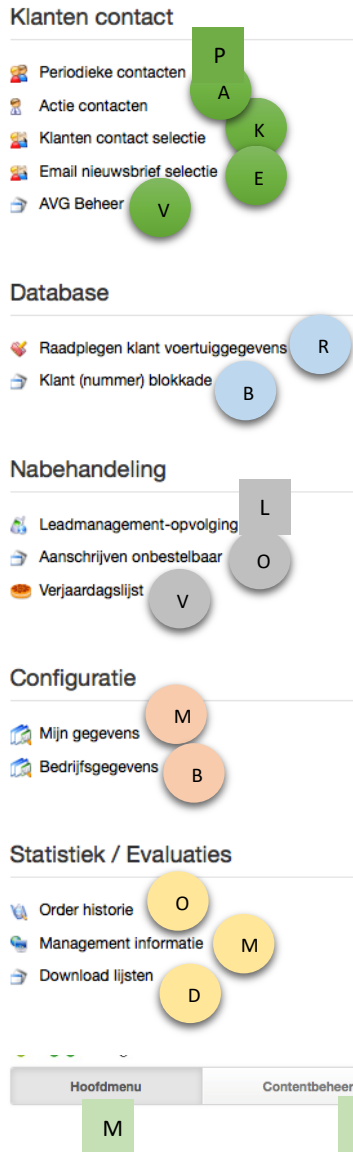 Klanten contact
P
Periodieke contacten
A
Actie contacten
Klanten contact selectie
K
Email nieuwsbrief selectie
E
AVG Beheer
V
Database
Raadplegen klant voertuiggegevens
R
Klant (nummer) blokkade
B
Nabehandeling
L
Leadmanagement-opvolging
Aanschrijven onbestelbaar
O
Verjaardagslijst
V
Configuratie
M
Mijn gegevens
Bedrijfsgegevens
B
Statistiek / Evaluaties
Order historie
O
Management informatie
M
Download lijsten
D
Hoofdmenu Contentbeheer
M